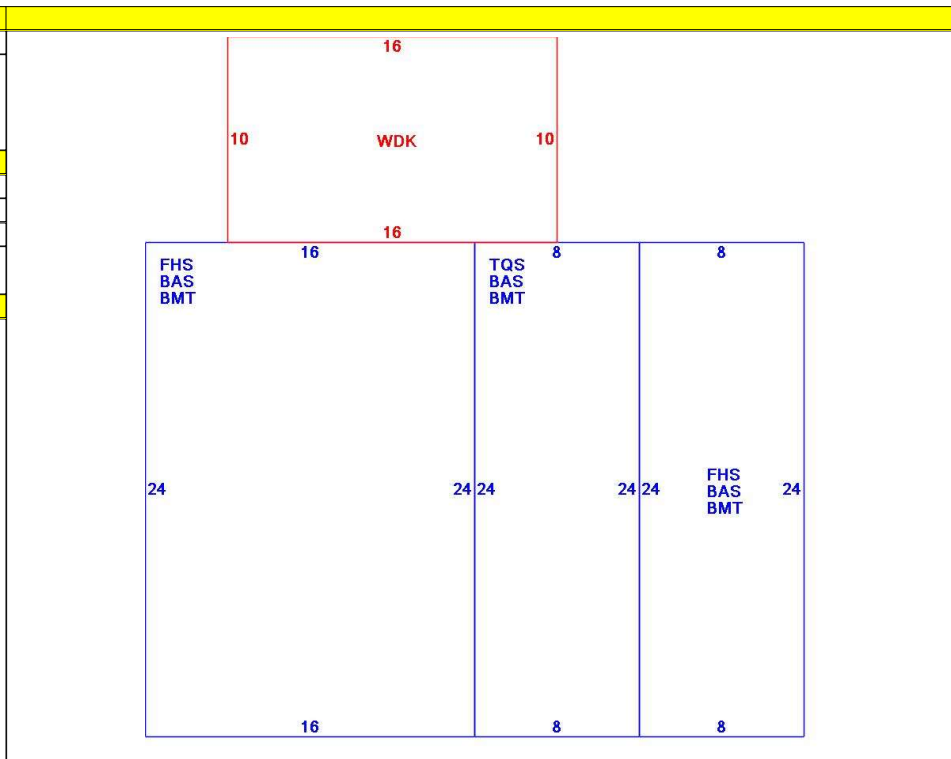 16
10 WDK 10
16
16 8 8
FHS TQS
BAS BAS
BMT BMT
FHS
24 24 24 24 24 BAS 24
BMT
16 8 8